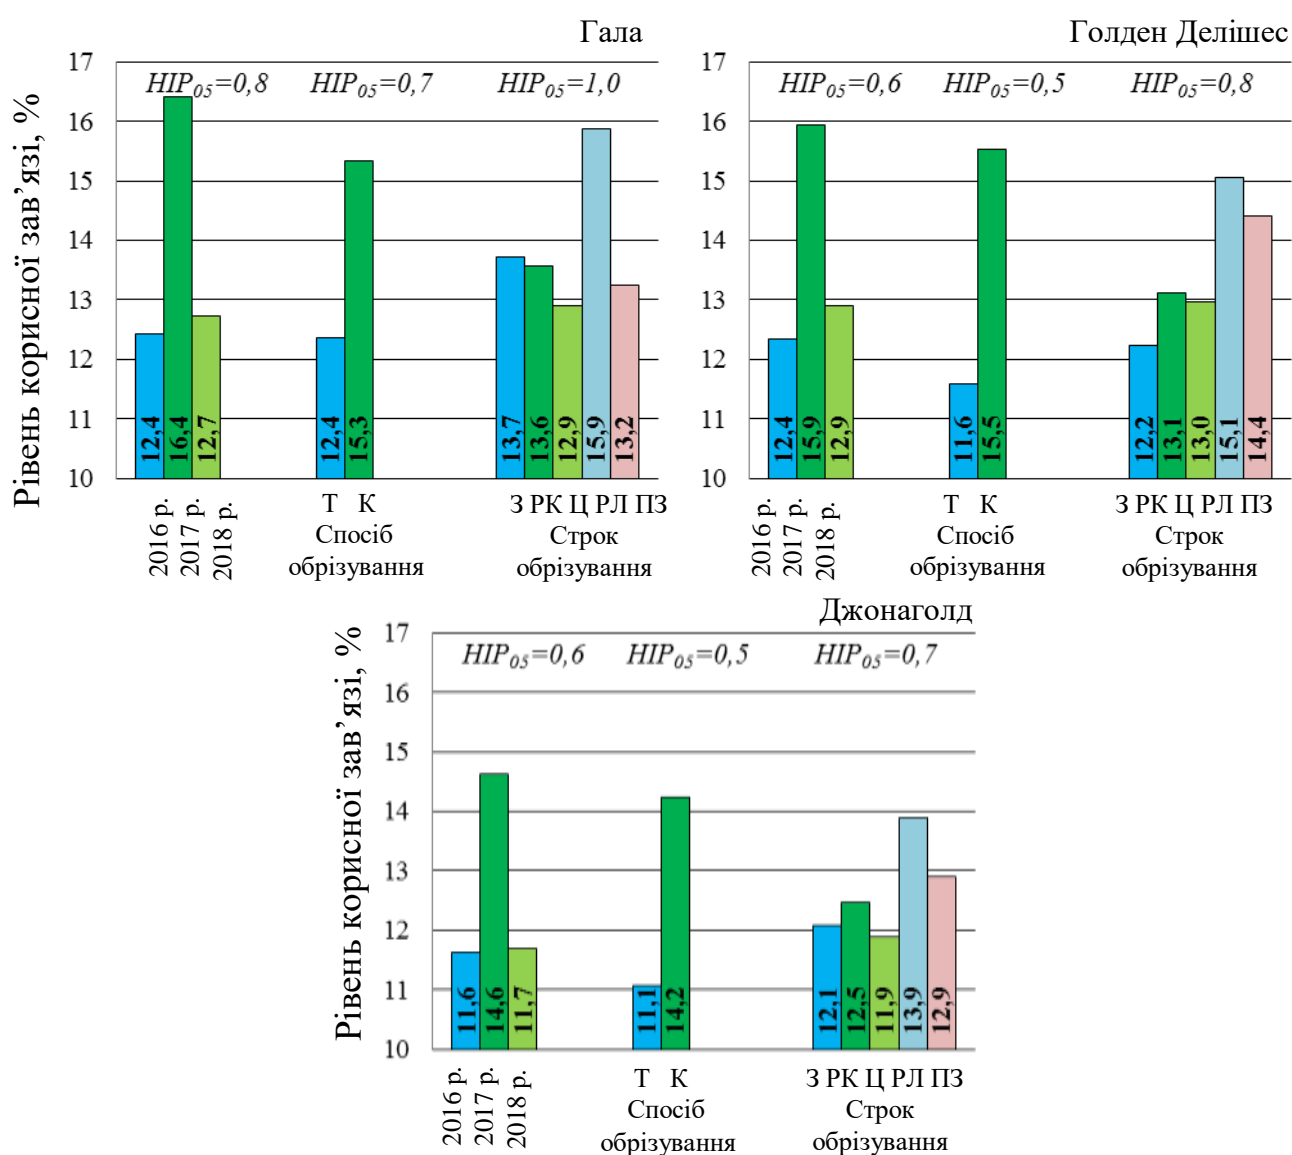 Гала
Рівень корисної зав’язі, %
17
16
15
14
13
12
11
10
НІР05=0,8
НІР05=0,7
НІР05=1,0
12,4
16,4
12,7
12,4
15,3
13,7
13,6
12,9
15,9
13,2
2016 р.
2017 р.
2018 р.
Т К
Спосіб
обрізування
З РК Ц РЛ ПЗ
Строк
обрізування
Голден Делішес
17
16
15
14
13
12
11
10
НІР05=0,6
НІР05=0,5
НІР05=0,8
12,4
15,9
12,9
11,6
15,5
12,2
13,1
13,0
15,1
14,4
2016 р.
2017 р.
2018 р.
Т К
Спосіб
обрізування
З РК Ц РЛ ПЗ
Строк
обрізування
Джонаголд
Рівень корисної зав’язі, %
17
16
15
14
13
12
11
10
НІР05=0,6
НІР05=0,5
НІР05=0,7
11,6
14,6
11,7
11,1
14,2
12,1
12,5
11,9
13,9
12,9
2016 р.
2017 р.
2018 р.
Т К
Спосіб
обрізування
З РК Ц РЛ ПЗ
Строк
обрізування